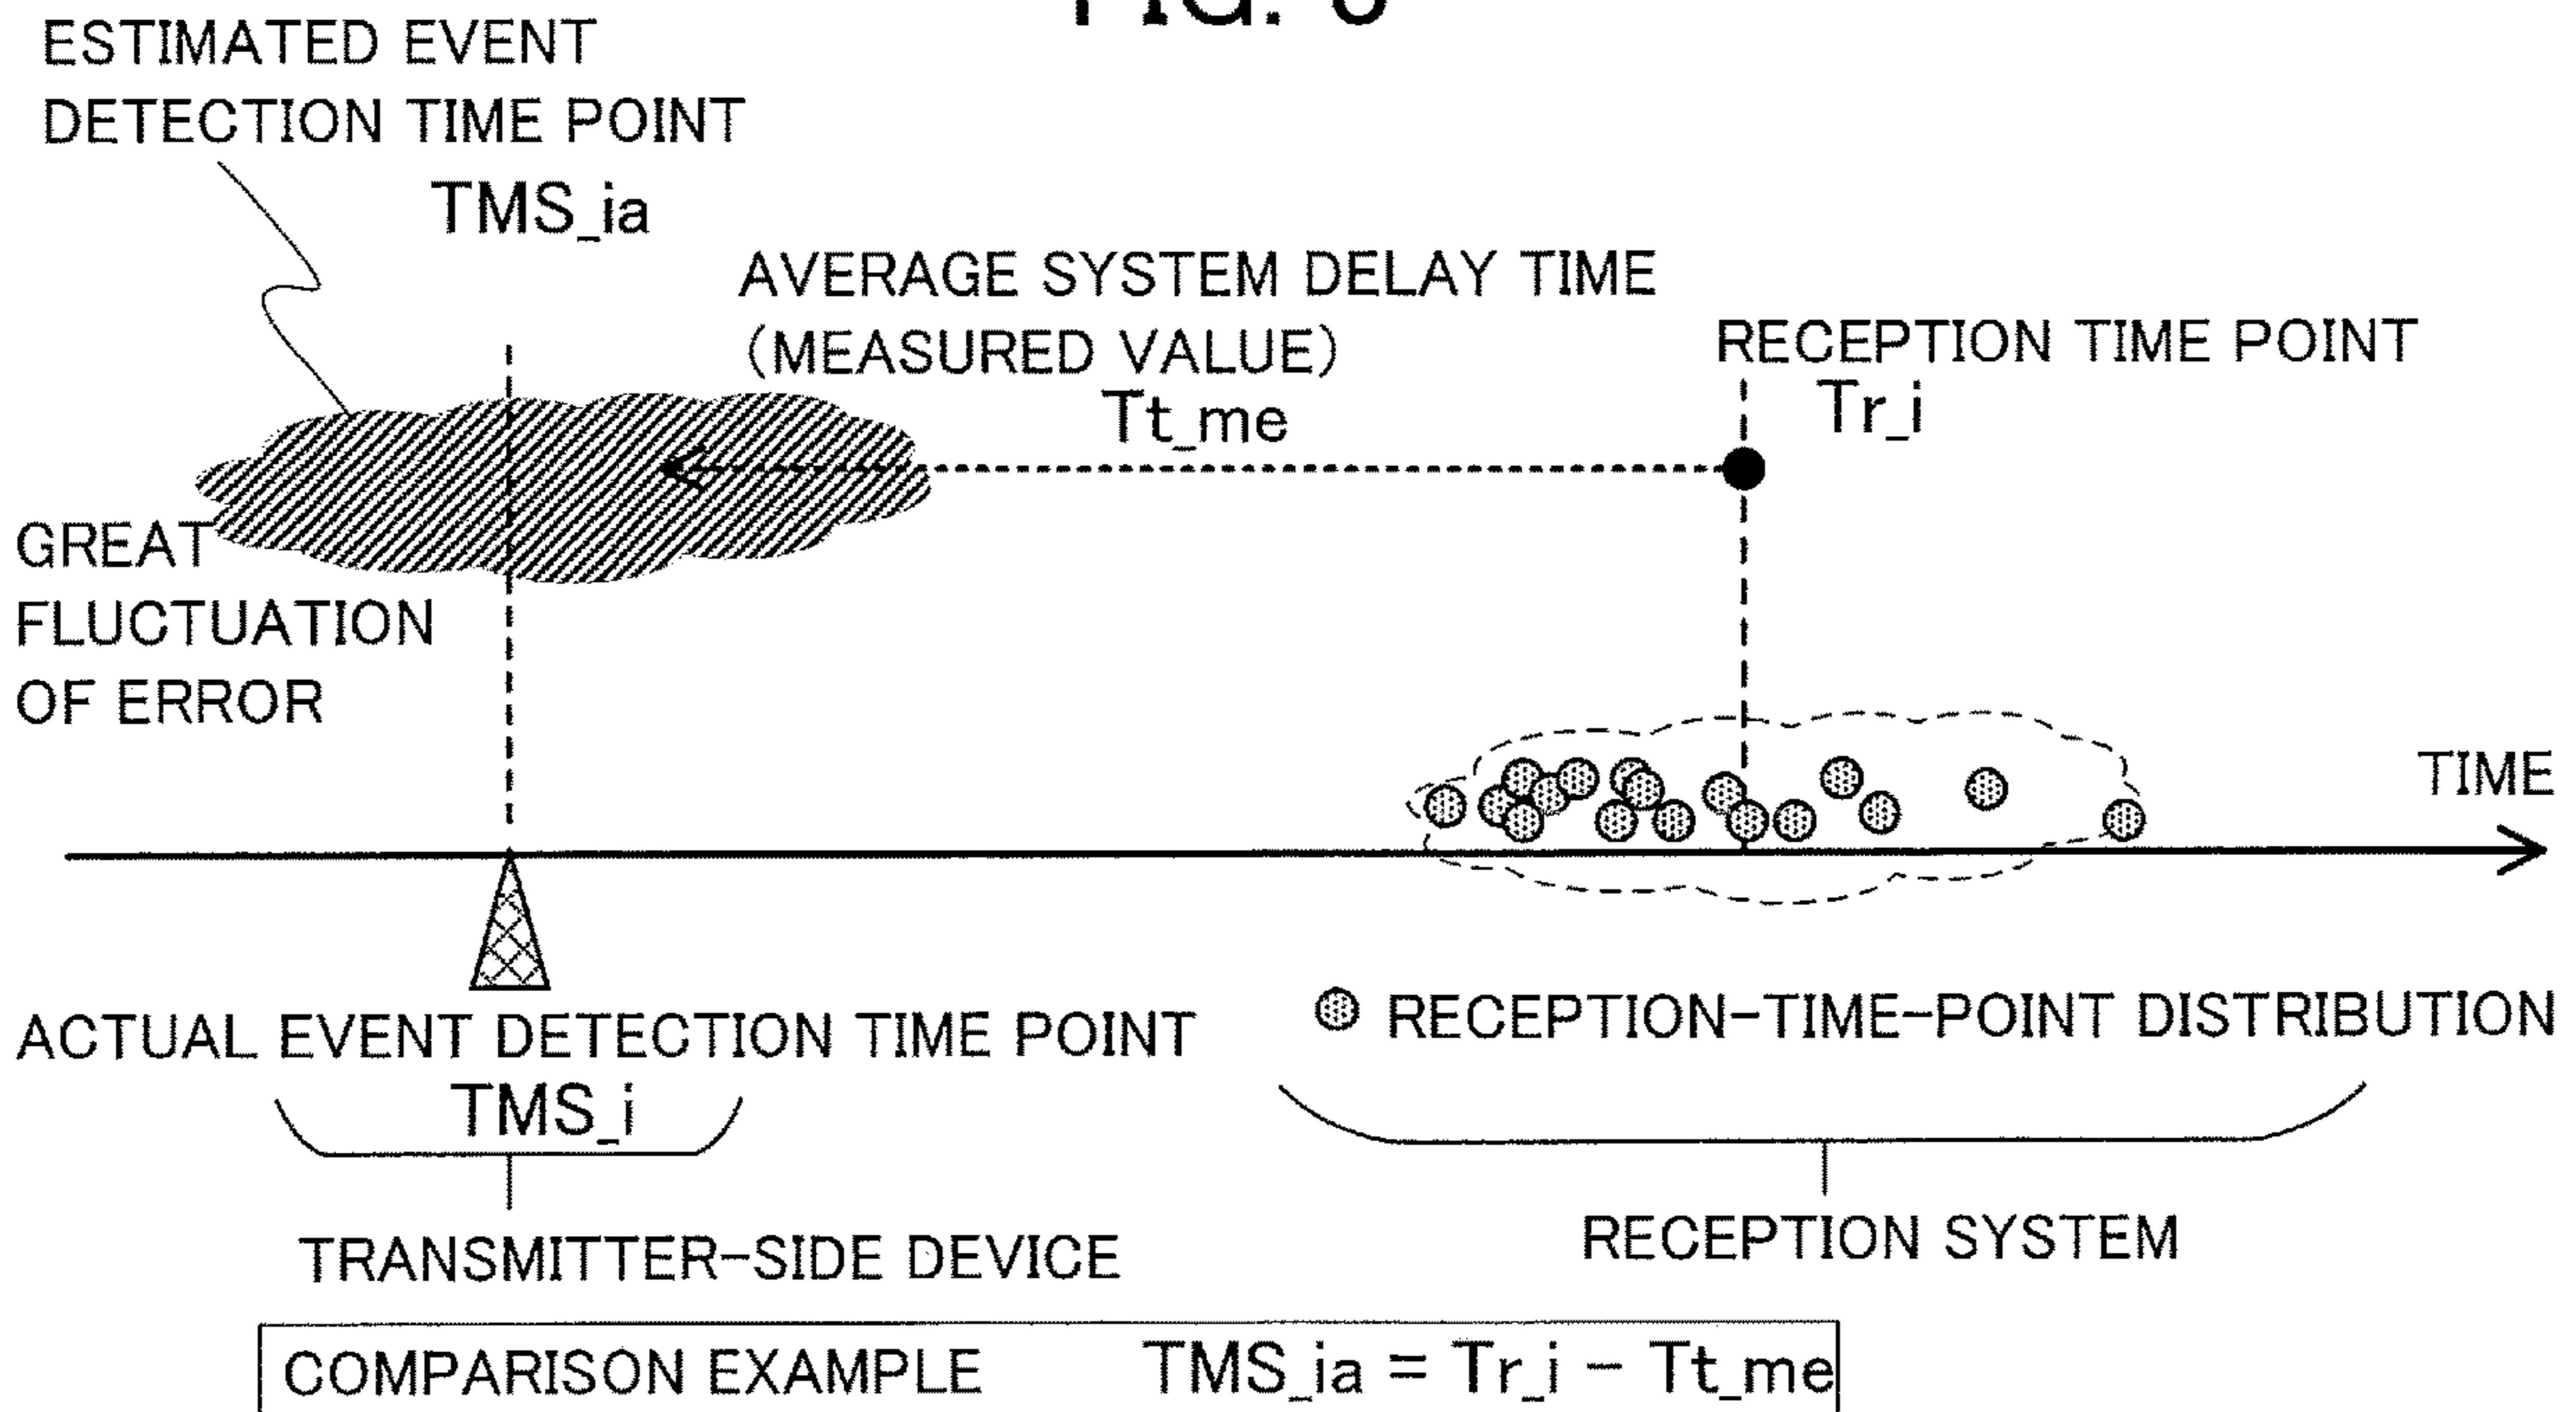 ESTIMATED EVENT
DETECTION TIME POINT
TMS_ia
AVERAGE SYSTEM DELAY TIME
(MEASURED VALUE)
Tt_me
RECEPTION TIME POINT
Tr_i
GREAT
FLUCTUATION
OF ERROR
TIME
ACTUAL EVENT DETECTION TIME POINT
TMS_i
RECEPTION-TIME-POINT DISTRIBUTION
TRANSMITTER-SIDE DEVICE
RECEPTION SYSTEM
COMPARISON EXAMPLE TMS_ia = Tr_i - Tt_me